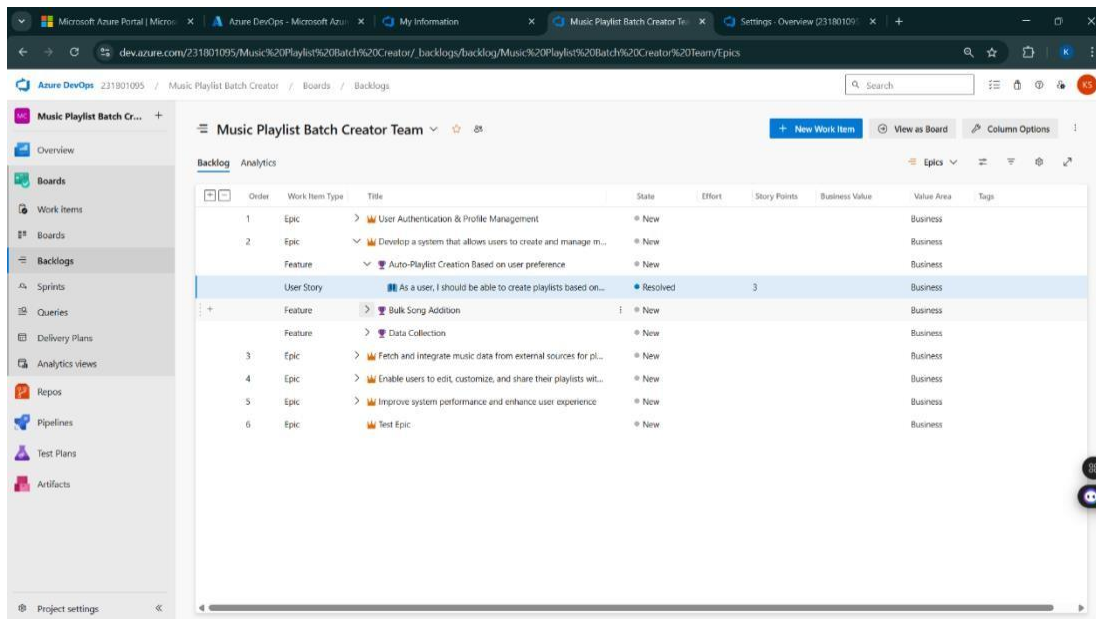 Microsoft Azure Portal | Micros
Azure DevOps - Microsoft Azur
My Information
Music Playlist Batch Creator Tea
Settings · Overview (231801095
dev.azure.com/231801095/Music%20Playlist%20Batch%20Creator/_backlogs/backlog/Music%20Playlist%20Batch%20Creator%20Team/Epics
K
Azure DevOps 231801095 / Music Playlist Batch Creator / Boards / Backlogs
Search
KS
MC Music Playlist Batch Cr... +
Overview
Boards
Work items
Boards
Backlogs
Sprints
Queries
Delivery Plans
Analytics views
Repos
Pipelines
Test Plans
Artifacts
Project settings
Music Playlist Batch Creator Team
+ New Work Item
View as Board
Column Options
Backlog Analytics
Epics
Order Work Item Type Title State Effort Story Points Business Value Value Area Tags
1 Epic User Authentication & Profile Management New Business
2 Epic Develop a system that allows users to create and manage m... New Business
Feature Auto-Playlist Creation Based on user preference New Business
User Story As a user, I should be able to create playlists based on... Resolved 3 Business
Feature Bulk Song Addition New Business
Feature Data Collection New Business
3 Epic Fetch and integrate music data from external sources for pl... New Business
4 Epic Enable users to edit, customize, and share their playlists wit... New Business
5 Epic Improve system performance and enhance user experience New Business
6 Epic Test Epic New Business